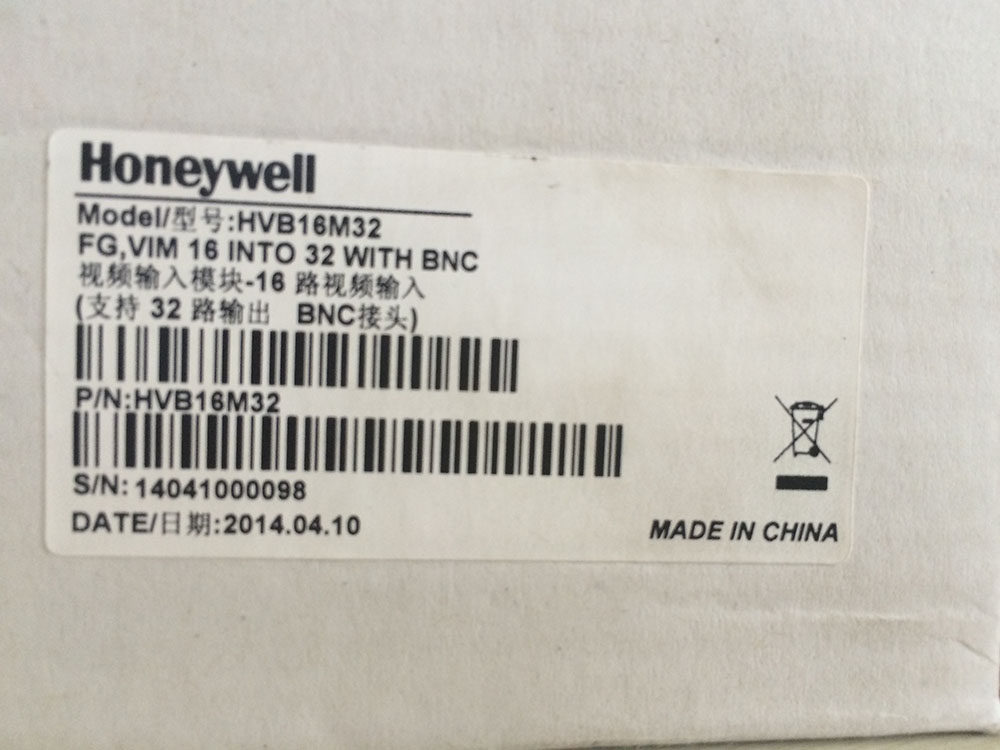 Honeywell
Model/型号:HVB16M32
FG,VIM 16 INTO 32 WITH BNC
视频输入模块-16 路视频输入
(支持 32 路输出 BNC接头)
P/N:HVB16M32
S/N: 14041000098
DATE/日期:2014.04.10
MADE IN CHINA